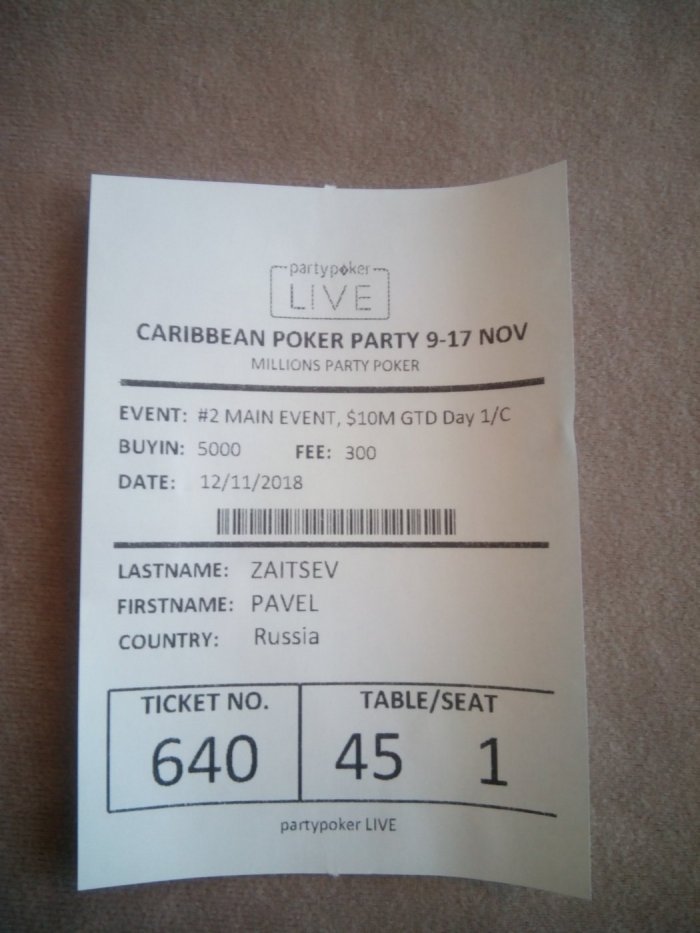 partypoker
LIVE
CARIBBEAN POKER PARTY 9-17 NOV
MILLIONS PARTY POKER
EVENT: #2 MAIN EVENT, $10M GTD Day 1/C
BUYIN: 5000 FEE: 300
DATE: 12/11/2018
LASTNAME: ZAITSEV
FIRSTNAME: PAVEL
COUNTRY: Russia
TICKET NO. TABLE/SEAT
640 45 1
partypoker LIVE